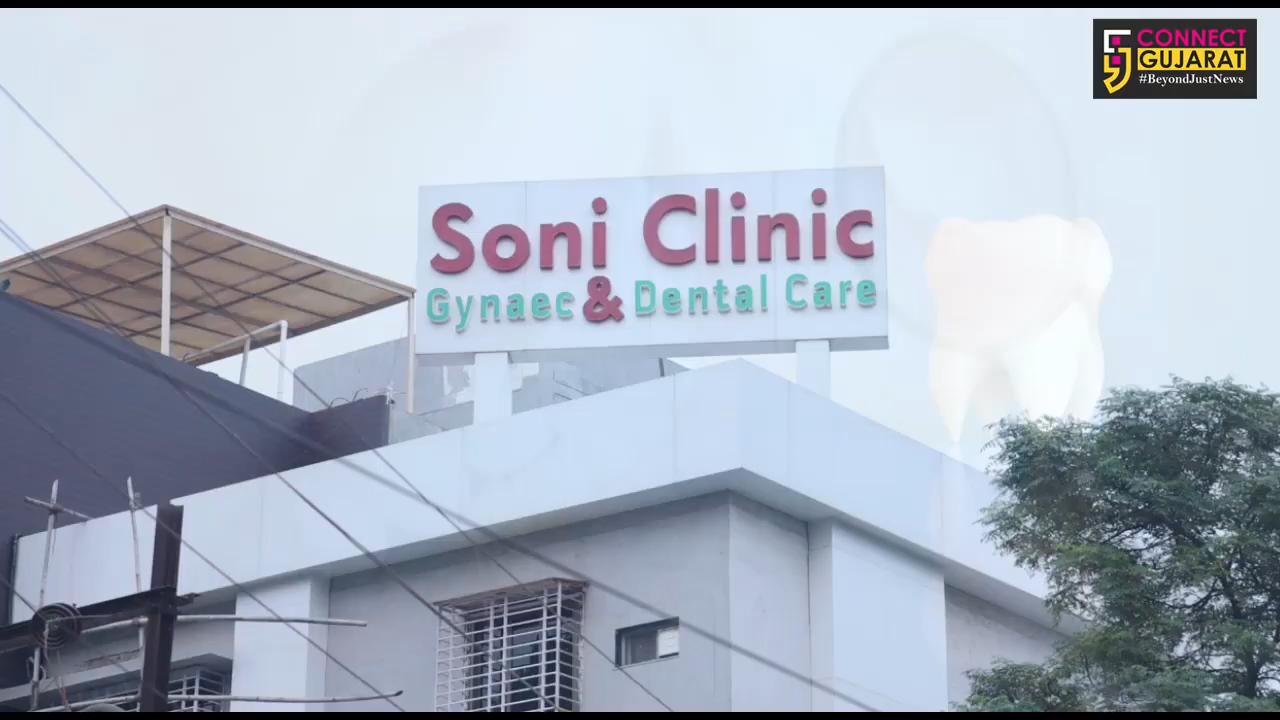 CONNECT
GUJARAT
#BeyondJustNews
Soni Clinic
Gynaec & Dental Care